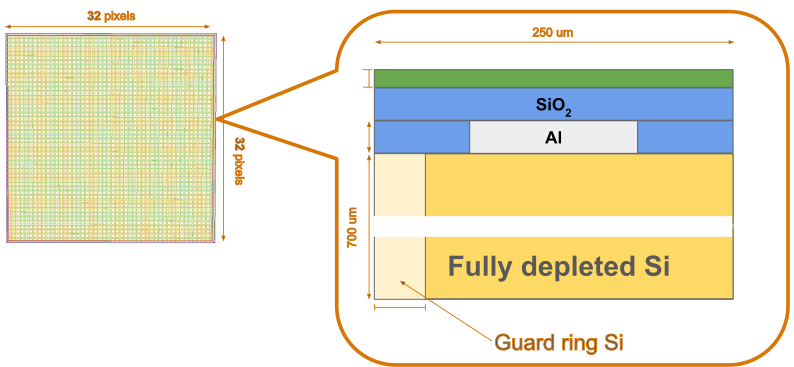 32 pixels
32 pixels
250 um
SiO2
Al
700 um
Fully depleted Si
Guard ring Si